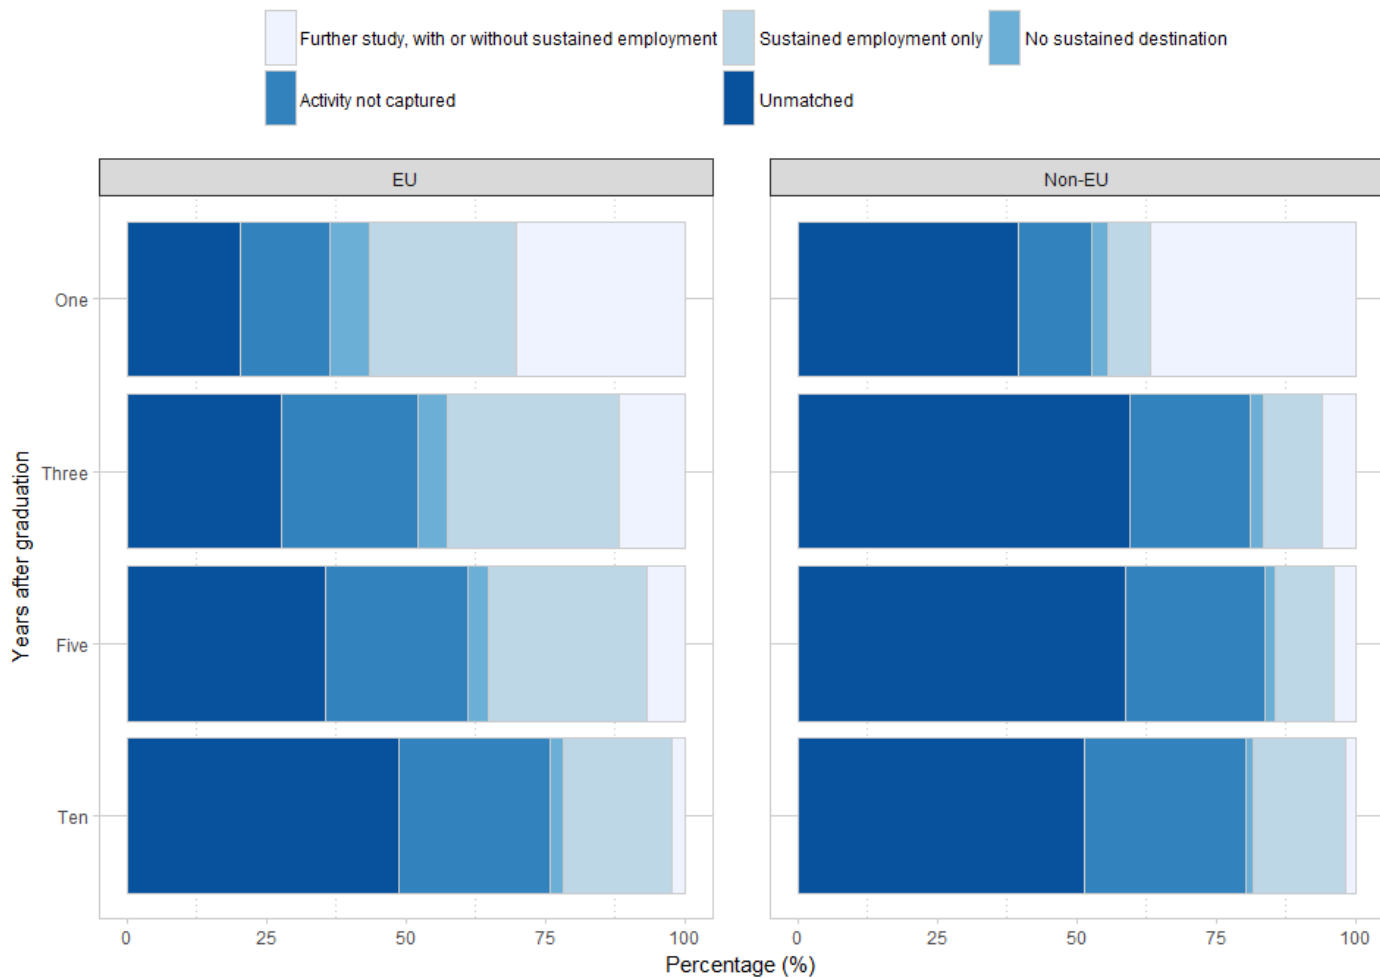 Further study, with or without sustained employment Sustained employment only No sustained destination
Activity not captured Unmatched
EU Non-EU
Years after graduation
One
Three
Five
Ten
0 25 50 75 100 0 25 50 75 100
Percentage (%)